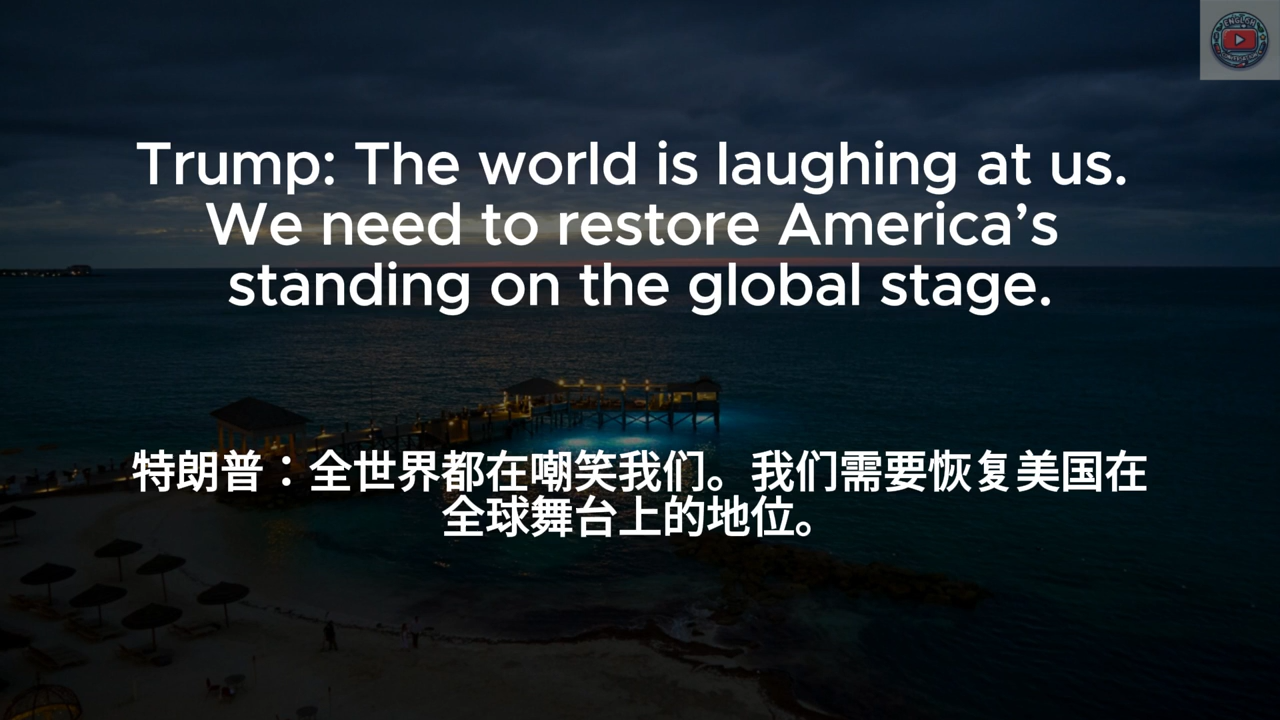 Trump: The world is laughing at us.
We need to restore America’s
standing on the global stage.
特朗普：全世界都在嘲笑我们。我们需要恢复美国在
全球舞台上的地位。
ENGLISH